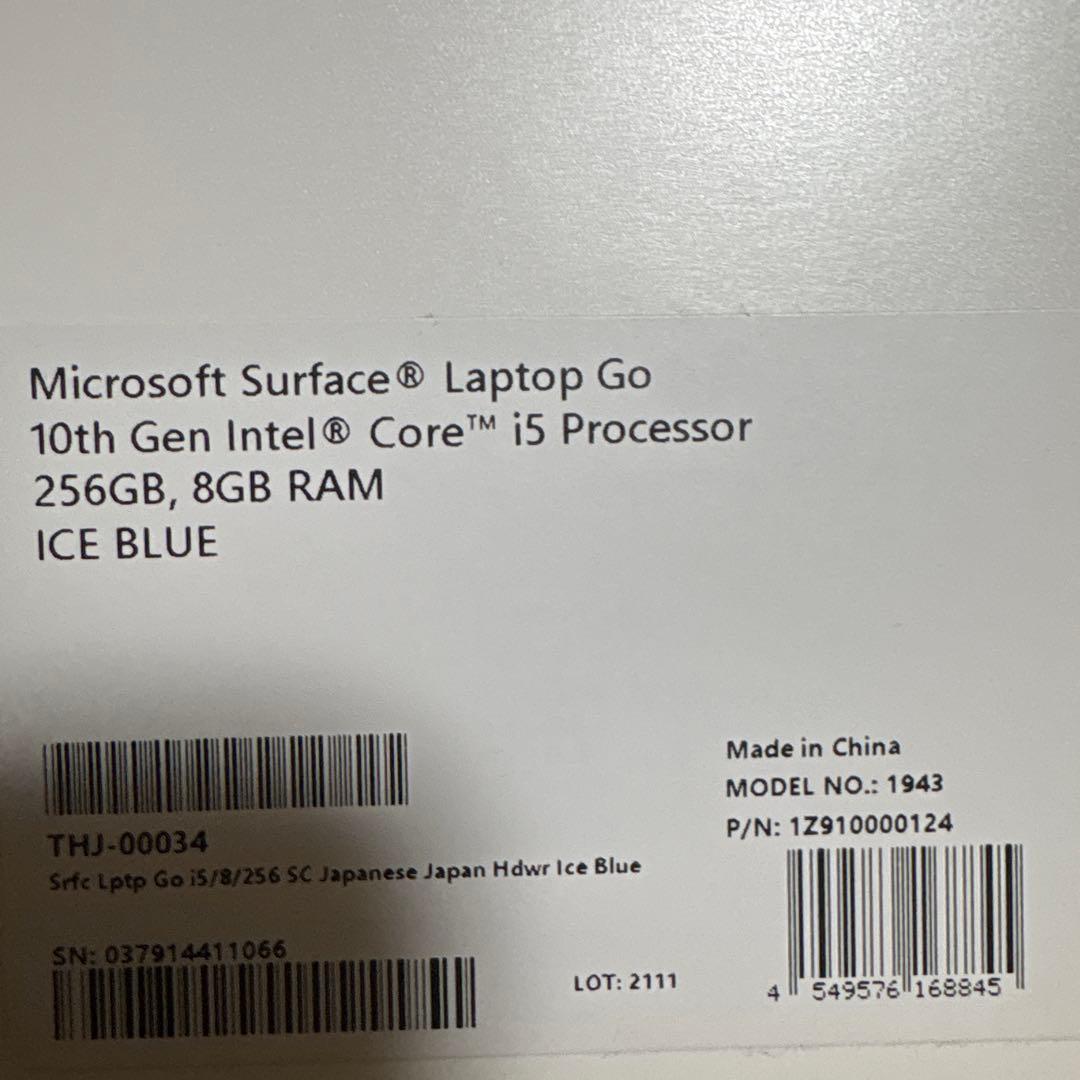 Microsoft Surface® Laptop Go
10th Gen Intel® Core™ i5 Processor
256GB, 8GB RAM
ICE BLUE
THJ-00034
Srfc Lptp Go i5/8/256 SC Japanese Japan Hdwr Ice Blue
SN: 037914411066
Made in China
MODEL NO.: 1943
P/N: 1Z910000124
LOT: 2111
4 549576 168845